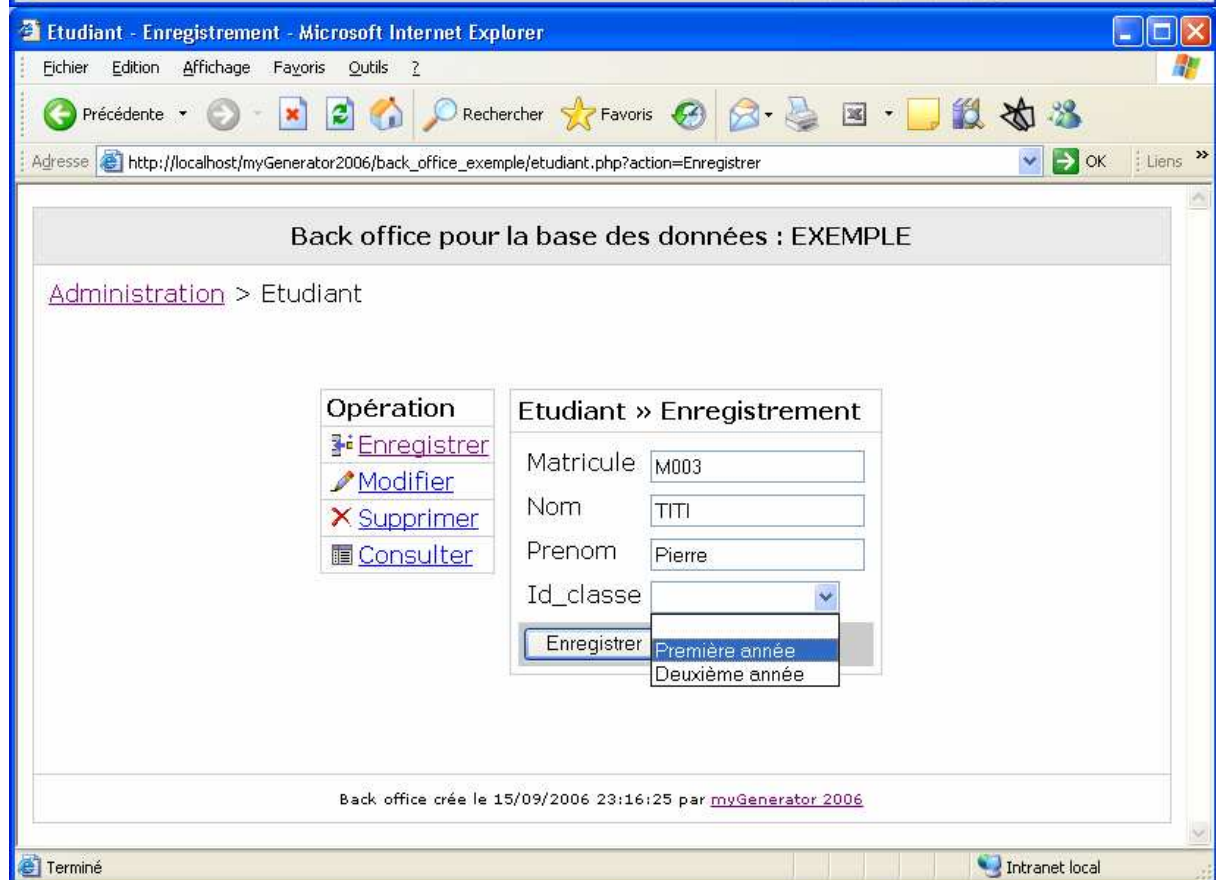 Etudiant - Enregistrement - Microsoft Internet Explorer
Fichier Edition Affichage Favoris Outils ?
Précédente Rechercher Favoris
Adresse http://localhost/myGenerator2006/back_office_exemple/etudiant.php?action=Enregistrer OK Liens »
Back office pour la base des données : EXEMPLE
Administration > Etudiant
Opération
Enregistrer
Modifier
Supprimer
Consulter
Etudiant » Enregistrement
Matricule M003
Nom TITI
Prenom Pierre
Id_classe
Première année
Deuxième année
Enregistrer
Back office crée le 15/09/2006 23:16:25 par myGenerator 2006
Terminé Intranet local